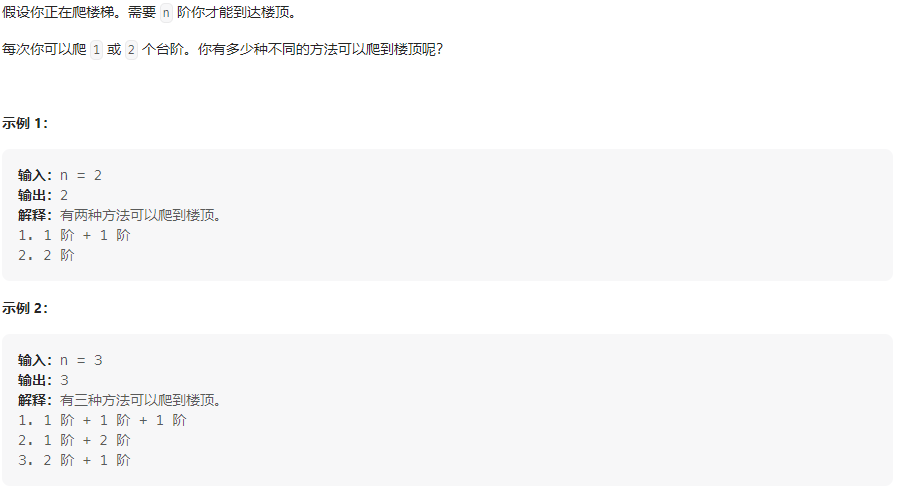 假设你正在爬楼梯。需要 n 阶你才能到达楼顶。
每次你可以爬 1 或 2 个台阶。你有多少种不同的方法可以爬到楼顶呢？
示例 1：
输入：n = 2
输出：2
解释：有两种方法可以爬到楼顶。
1. 1 阶 + 1 阶
2. 2 阶
示例 2：
输入：n = 3
输出：3
解释：有三种方法可以爬到楼顶。
1. 1 阶 + 1 阶 + 1 阶
2. 1 阶 + 2 阶
3. 2 阶 + 1 阶